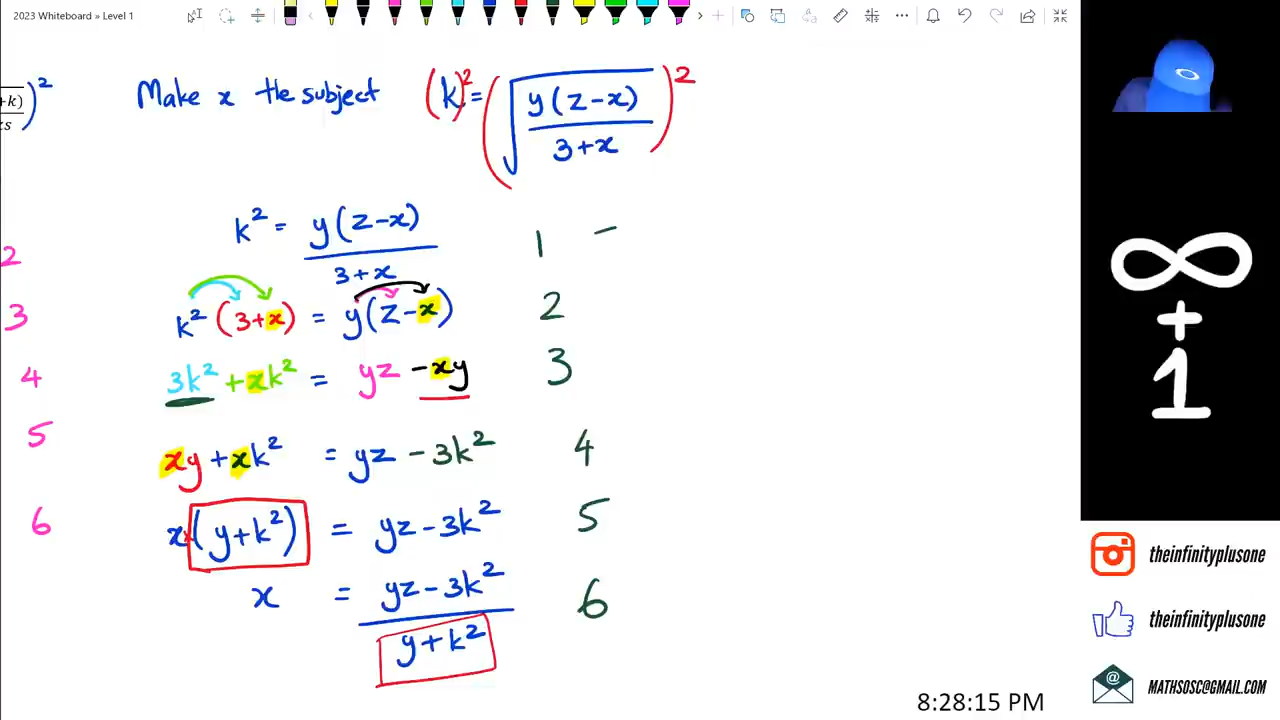 2023 Whiteboard » Level 1
+k)
xs
)²
2
3
4
5
6
Make x the subject (k)² = (√(y(z-x)/3+x))²
k² = y(z-x)/3+x 1 -
k²(3+x) = y(z-x) 2
3k² + xk² = yz - xy 3
xy + xk² = yz - 3k² 4
x×(y+k²) = yz - 3k² 5
x = yz - 3k²/y+k² 6
∞
+
1
theinfinityplusone
theinfinityplusone
@
MATHSOSC@GMAIL.COM
8:28:15 PM